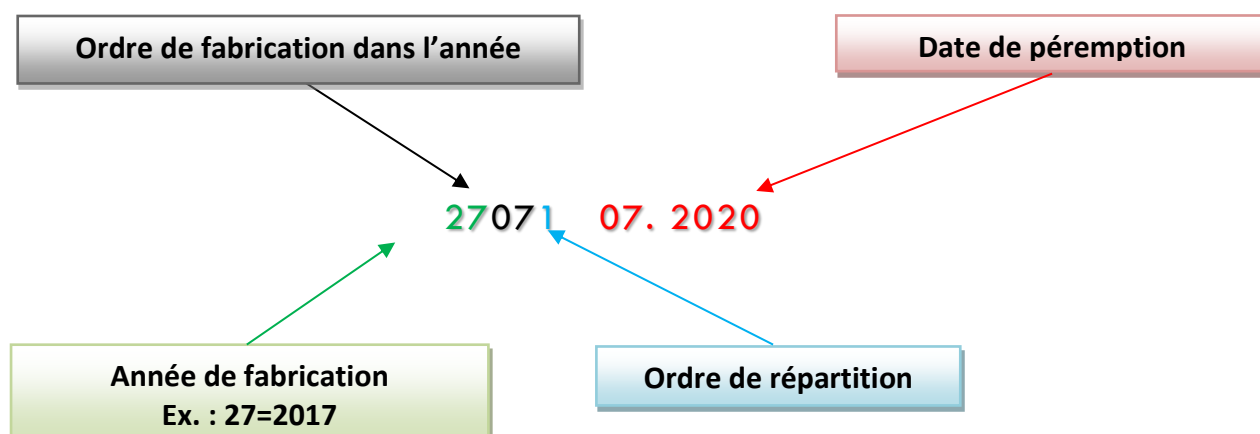 Ordre de fabrication dans l’année
Date de péremption
27071 07. 2020
Année de fabrication
Ex. : 27=2017
Ordre de répartition